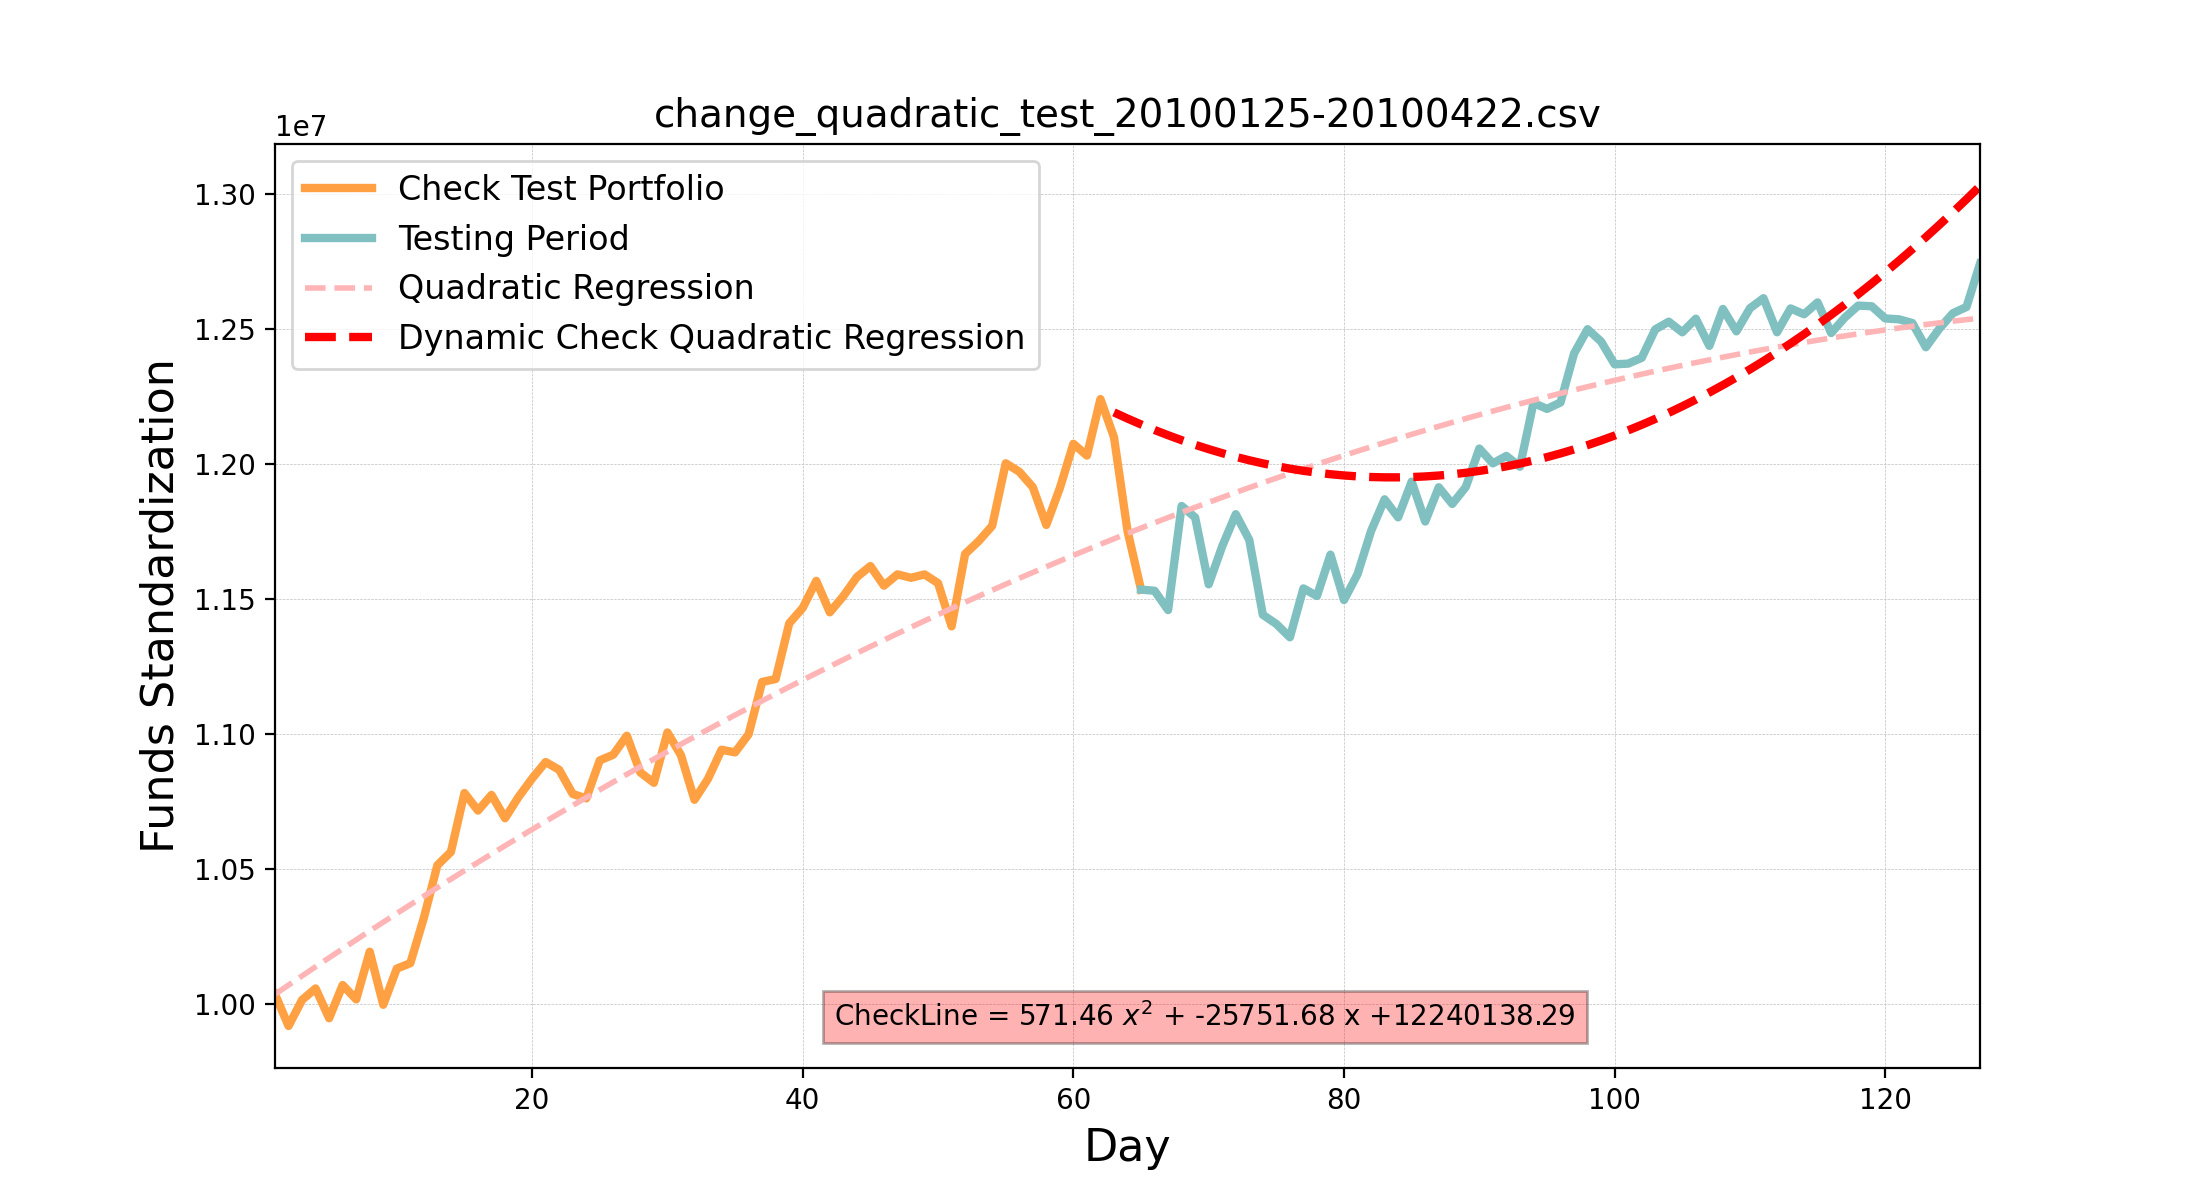 change_quadratic_test_20100125-20100422.csv
1e7
Check Test Portfolio
Testing Period
Quadratic Regression
Dynamic Check Quadratic Regression
1.30
1.25
1.20
1.15
1.10
1.05
1.00
Funds Standardization
CheckLine = 571.46 x² + -25751.68 x +12240138.29
20 40 60 80 100 120
Day